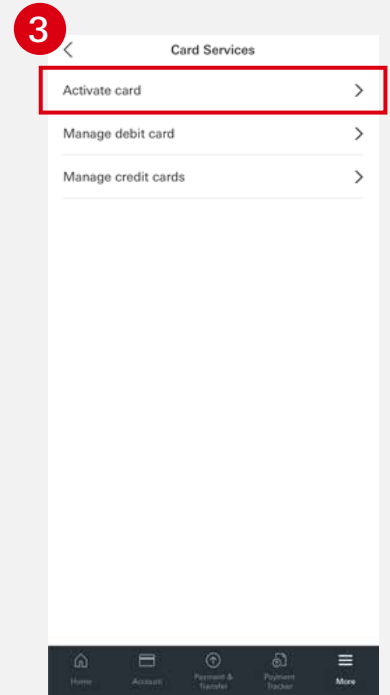 3
Card Services
Activate card
Manage debit card
Manage credit cards
Home
Account
Payment &
Transfer
Payment
Tracker
More